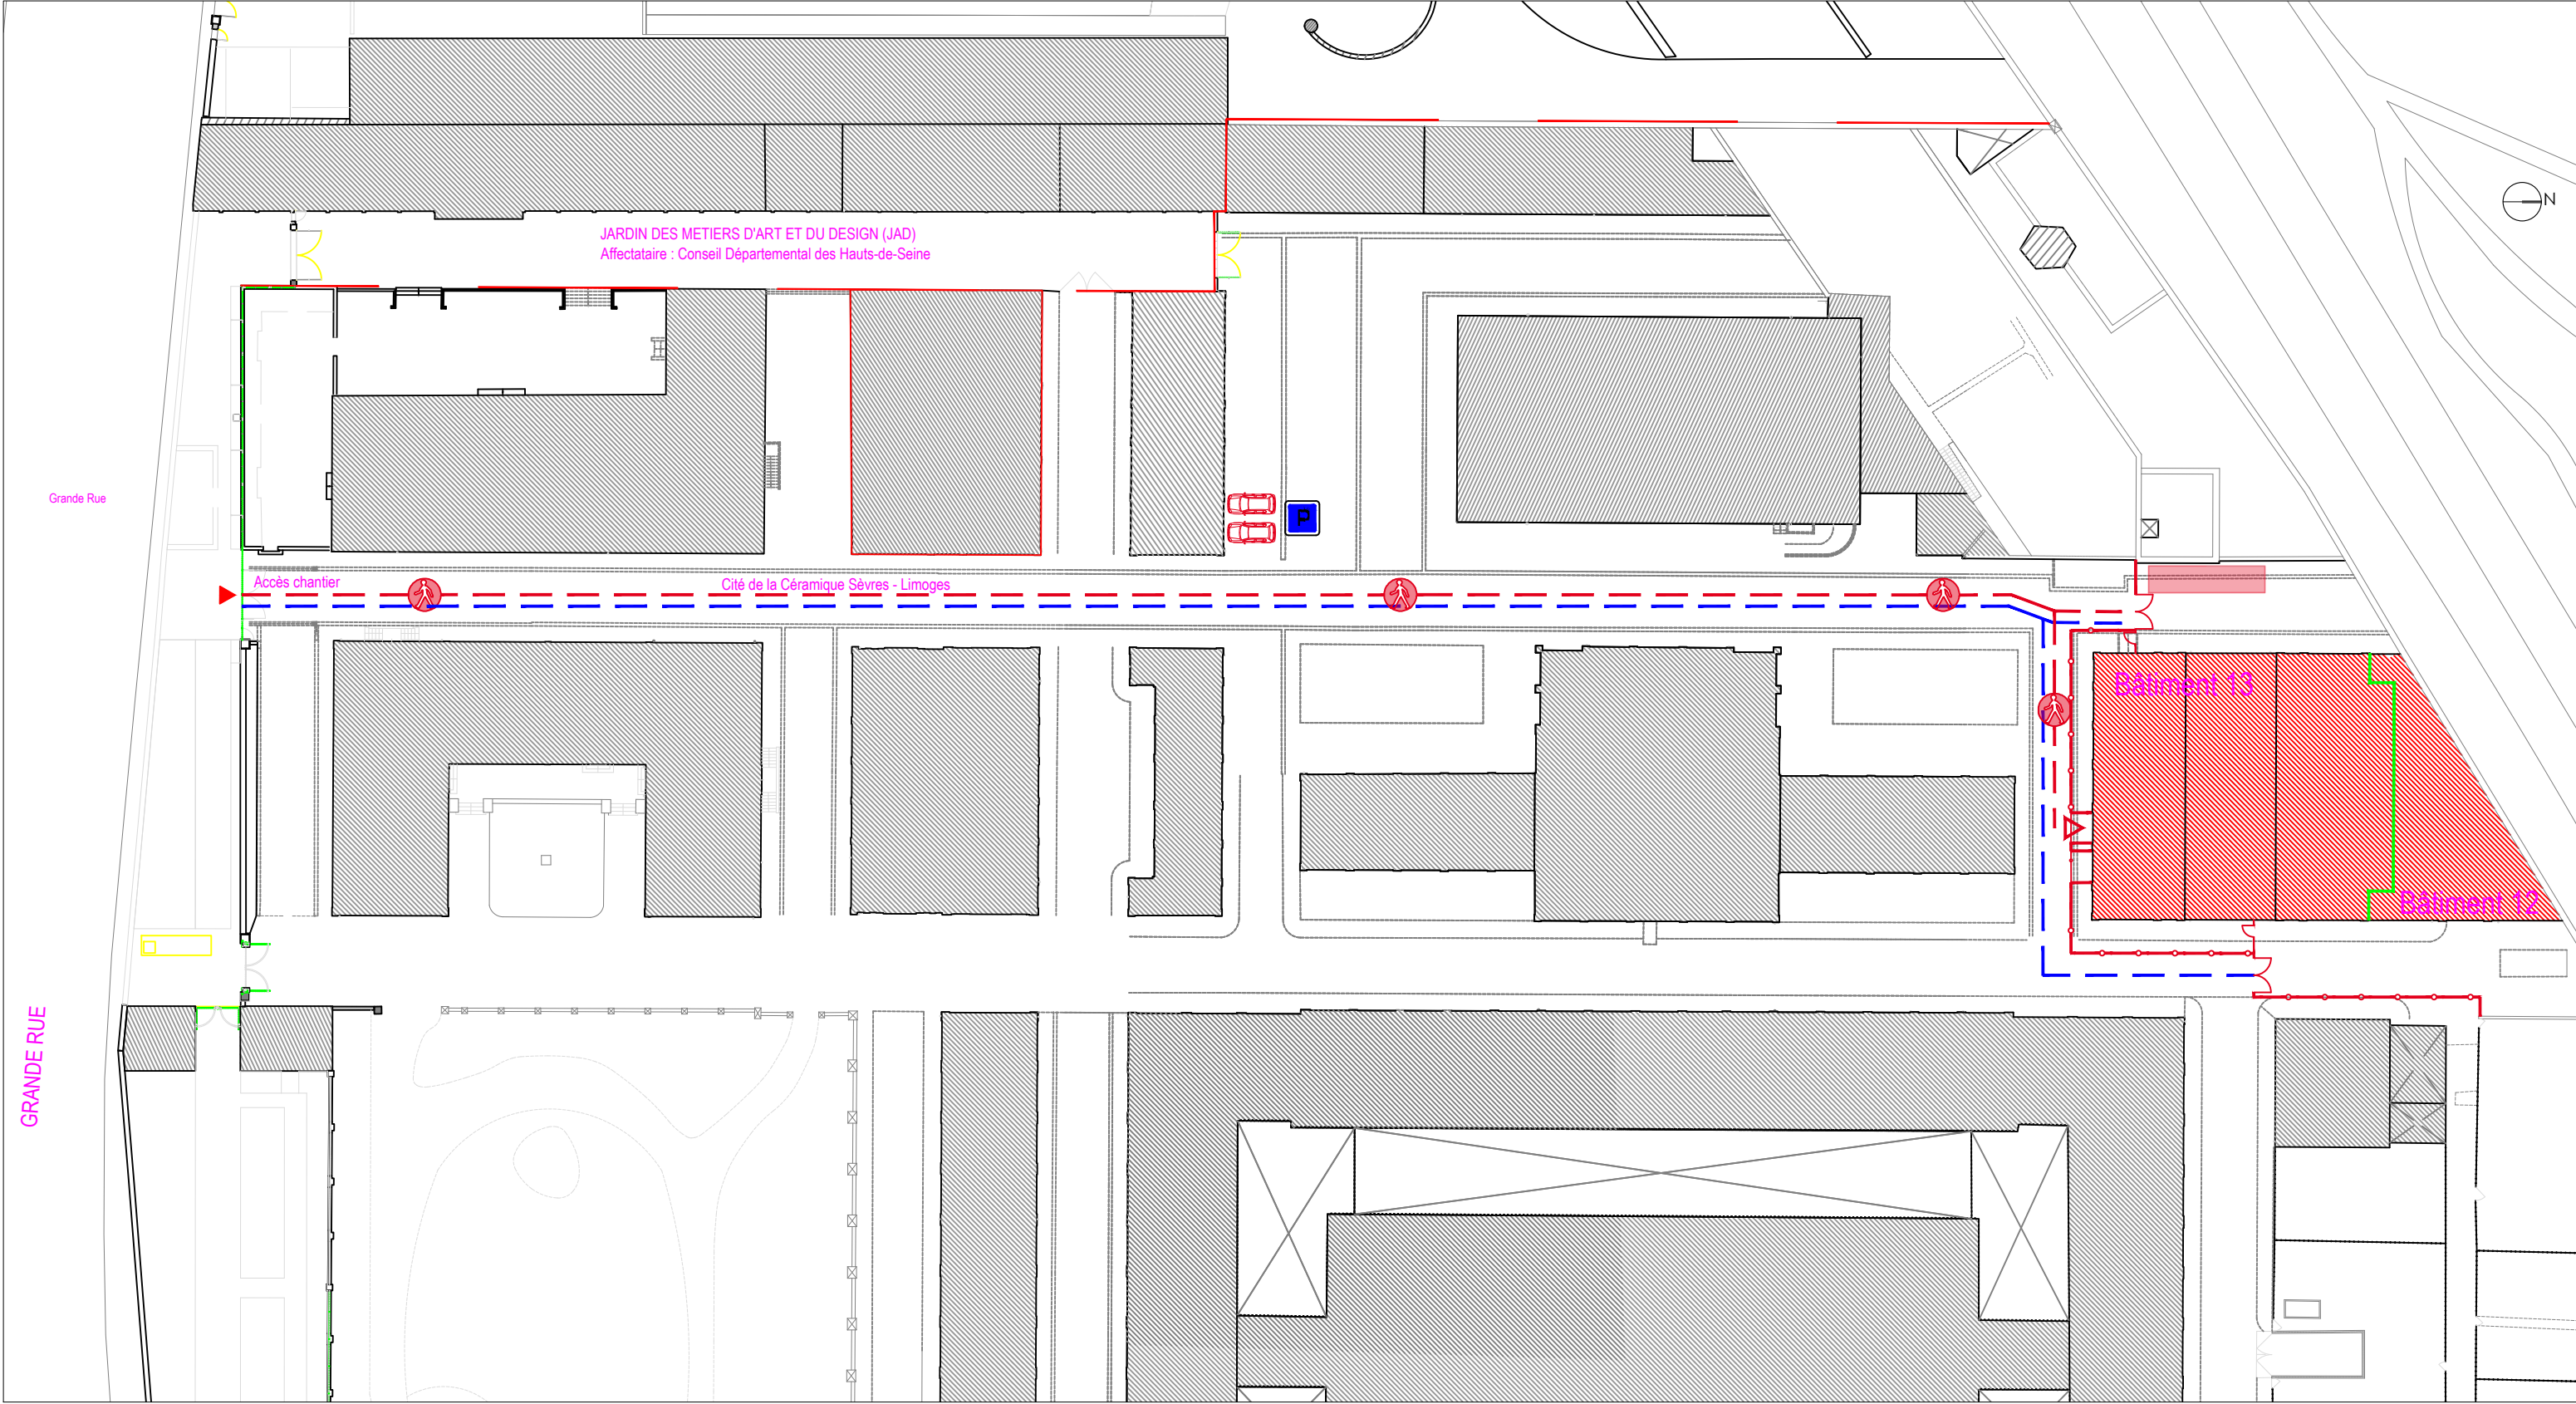 N
JARDIN DES METIERS D'ART ET DU DESIGN (JAD)
Affectataire : Conseil Départemental des Hauts-de-Seine
Grande Rue
P
Accès chantier
Cité de la Céramique Sèvres - Limoges
Bâtiment 13
Bâtiment 12
GRANDE RUE